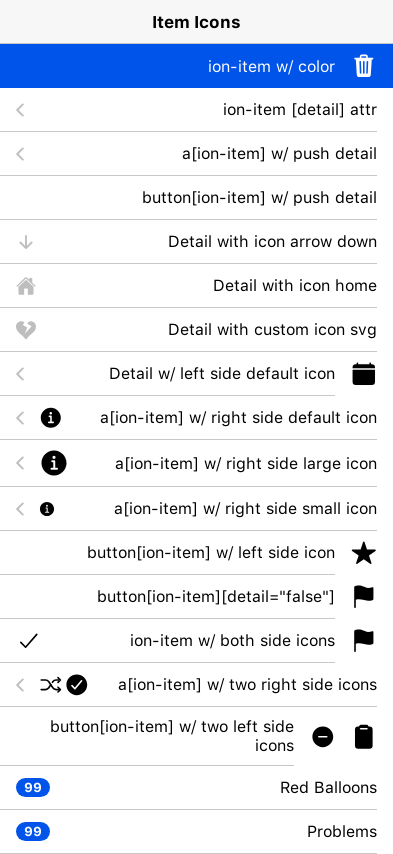 Item Icons
ion-item w/ color
ion-item [detail] attr
a[ion-item] w/ push detail
button[ion-item] w/ push detail
Detail with icon arrow down
Detail with icon home
Detail with custom icon svg
Detail w/ left side default icon
a[ion-item] w/ right side default icon
a[ion-item] w/ right side large icon
a[ion-item] w/ right side small icon
button[ion-item] w/ left side icon
button[ion-item][detail="false"]
ion-item w/ both side icons
a[ion-item] w/ two right side icons
button[ion-item] w/ two left side
icons
Red Balloons 99
Problems 99